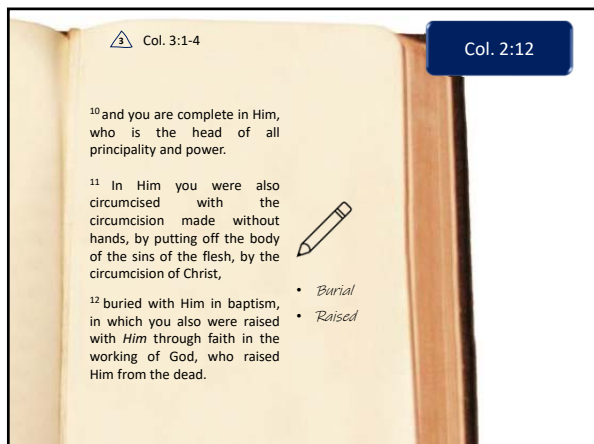 3 Col. 3:1-4
Col. 2:12
10 and you are complete in Him,
who is the head of all
principality and power.
11 In Him you were also
circumcised with the
circumcision made without
hands, by putting off the body
of the sins of the flesh, by the
circumcision of Christ,
12 buried with Him in baptism,
in which you also were raised
with Him through faith in the
working of God, who raised
Him from the dead.
• Burial
• Raised